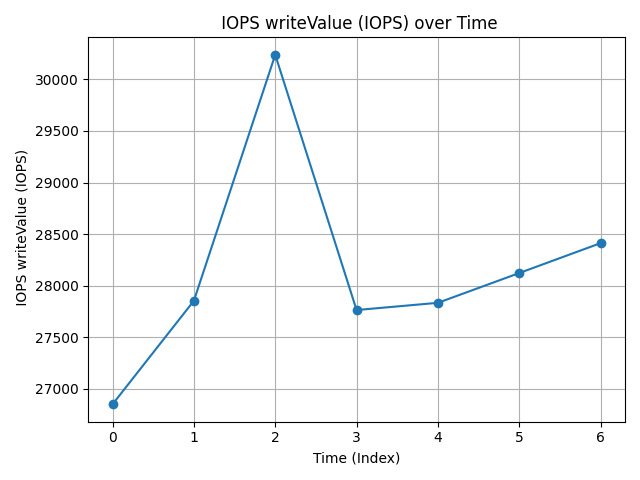 IOPS writeValue (IOPS) over Time
IOPS writeValue (IOPS)
30000
29500
29000
28500
28000
27500
27000
0 1 2 3 4 5 6
Time (Index)